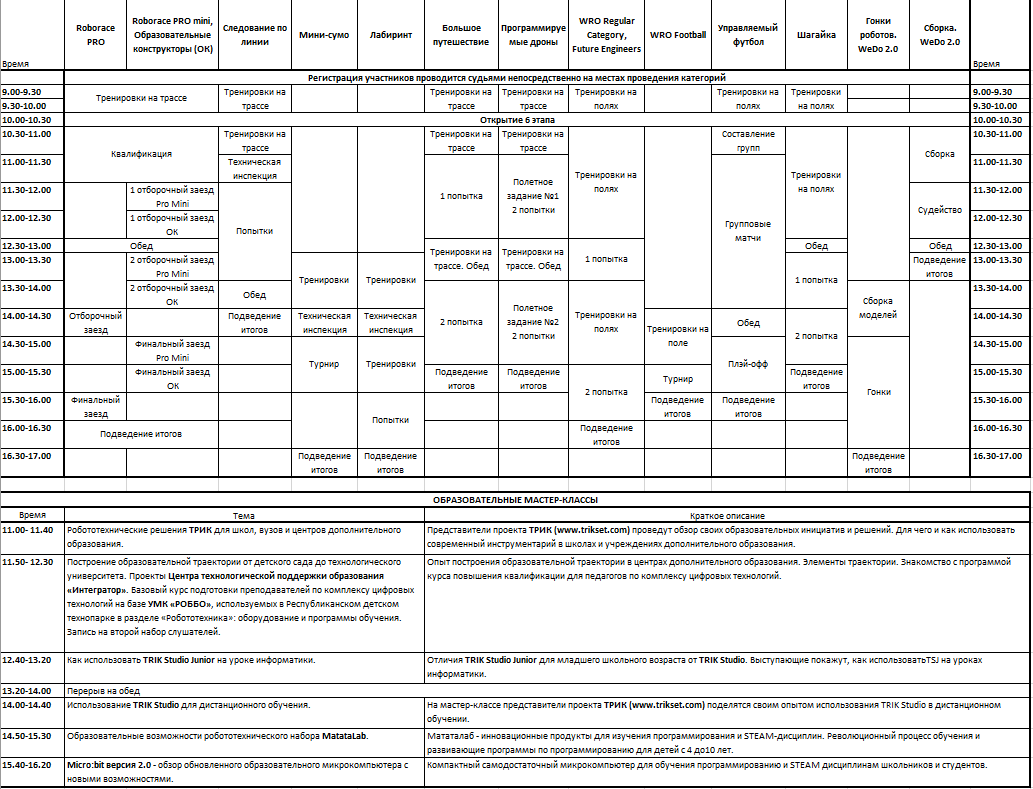 Время
Roborace PRO
Roborace PRO mini, Образовательные конструкторы (ОК)
Следование по линии
Мини-сумо
Лабиринт
Большое путешествие
Программируемые дроны
WRO Regular Category, Future Engineers
WRO Football
Управляемый футбол
Шагайка
Гонки роботов. WeDo 2.0
Сборка. WeDo 2.0
Время
Регистрация участников проводится судьями непосредственно на местах проведения категорий
9.00-9.30
Тренировки на трассе
Тренировки на трассе
Тренировки на трассе
Тренировки на трассе
Тренировки на полях
Тренировки на полях
Тренировки на полях
9.00-9.30
9.30-10.00
9.30-10.00
10.00-10.30
Открытие 6 этапа
10.00-10.30
10.30-11.00
Квалификация
Тренировки на трассе
Тренировки на трассе
Тренировки на трассе
Тренировки на полях
Составление групп
Тренировки на полях
Сборка
10.30-11.00
11.00-11.30
Техническая инспекция
1 попытка
Полетное задание №1 2 попытки
Групповые матчи
11.00-11.30
11.30-12.00
1 отборочный заезд Pro Mini
Попытки
Судейство
11.30-12.00
12.00-12.30
1 отборочный заезд ОК
12.00-12.30
12.30-13.00
Обед
Тренировки на трассе. Обед
Тренировки на трассе. Обед
1 попытка
Обед
Обед
12.30-13.00
13.00-13.30
2 отборочный заезд Pro Mini
Тренировки
Тренировки
1 попытка
Подведение итогов
13.00-13.30
13.30-14.00
2 отборочный заезд ОК
Обед
2 попытка
Полетное задание №2 2 попытки
Тренировки на полях
Сборка моделей
13.30-14.00
14.00-14.30
Отборочный заезд
Подведение итогов
Техническая инспекция
Техническая инспекция
Тренировки на поле
Обед
2 попытка
14.00-14.30
14.30-15.00
Финальный заезд Pro Mini
Турнир
Тренировки
Плэй-офф
Гонки
14.30-15.00
15.00-15.30
Финальный заезд ОК
Подведение итогов
Подведение итогов
2 попытка
Турнир
Подведение итогов
15.00-15.30
15.30-16.00
Финальный заезд
Попытки
Подведение итогов
Подведение итогов
15.30-16.00
16.00-16.30
Подведение итогов
Подведение итогов
16.00-16.30
16.30-17.00
Подведение итогов
Подведение итогов
Подведение итогов
16.30-17.00
ОБРАЗОВАТЕЛЬНЫЕ МАСТЕР-КЛАССЫ
Время
Тема
Краткое описание
11.00- 11.40
Робототехнические решения ТРИК для школ, вузов и центров дополнительного
образования.
Представители проекта ТРИК (www.trikset.com) проведут обзор своих образовательных инициатив и решений. Для чего и как использовать
современный инструментарий в школах и учреждениях дополнительного образования.
11.50- 12.30
Построение образовательной траектории от детского сада до технологического
университета. Проекты Центра технологической поддержки образования
«Интегратор». Базовый курс подготовки преподавателей по комплексу цифровых
технологий на базе УМК «РОББО», используемых в Республиканском детском
технопарке в разделе «Робототехника»: оборудование и программы обучения.
Запись на второй набор слушателей.
Опыт построения образовательной траектории в центрах дополнительного образования. Элементы траектории. Знакомство с программой
курса повышения квалификации для педагогов по комплексу цифровых технологий.
12.40-13.20
Как использовать TRIK Studio Junior на уроке информатики.
Отличия TRIK Studio Junior для младшего школьного возраста от TRIK Studio. Выступающие покажут, как использоватьTSJ на уроках
информатики.
13.20-14.00
Перерыв на обед
14.00-14.40
Использование TRIK Studio для дистанционного обучения.
На мастер-классе представители проекта ТРИК (www.trikset.com) поделятся своим опытом использования TRIK Studio в дистанционном
обучении.
14.50-15.30
Образовательные возможности робототехнического набора MatataLab.
Мататалаб - инновационные продукты для изучения программирования и STEAM-дисциплин. Революционный процесс обучения и
развивающие программы по программированию для детей с 4 до10 лет.
15.40-16.20
Micro:bit версия 2.0 - обзор обновленного образовательного микрокомпьютера с
новыми возможностями.
Компактный самодостаточный микрокомпьютер для обучения программированию и STEAM дисциплинам школьников и студентов.